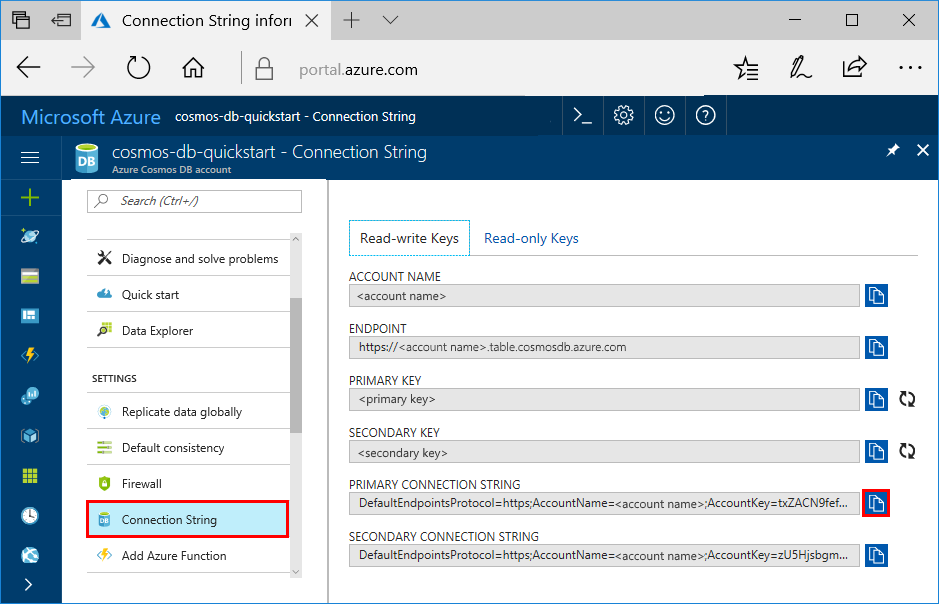 Connection String inforr
portal.azure.com
Microsoft Azure cosmos-db-quickstart - Connection String
cosmos-db-quickstart - Connection String
Azure Cosmos DB account
Search (Ctrl+/)
Diagnose and solve problems
Quick start
Data Explorer
SETTINGS
Replicate data globally
Default consistency
Firewall
Connection String
Add Azure Function
Read-write Keys Read-only Keys
ACCOUNT NAME
<account name>
ENDPOINT
https://<account name>.table.cosmosdb.azure.com
PRIMARY KEY
<primary key>
SECONDARY KEY
<secondary key>
PRIMARY CONNECTION STRING
DefaultEndpointsProtocol=https;AccountName=<account name>;AccountKey=txZACN9fef...
SECONDARY CONNECTION STRING
DefaultEndpointsProtocol=https;AccountName=<account name>;AccountKey=zU5Hjsbgm...